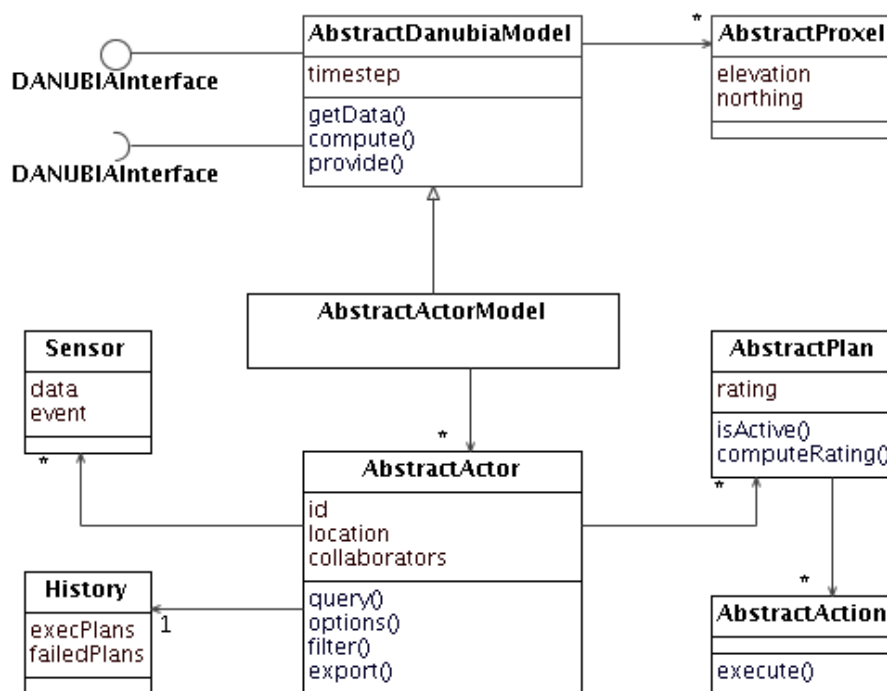 AbstractDanubiaModel
timestep
getData()
compute()
provide()
DANUBIAInterface
DANUBIAInterface
*
AbstractProxel
elevation
northing
AbstractActorModel
Sensor
data
event
*
*
AbstractActor
id
location
collaborators
query()
options()
filter()
export()
AbstractPlan
rating
isActive()
computeRating()
*
*
History
execPlans
failedPlans
1
AbstractAction
execute()